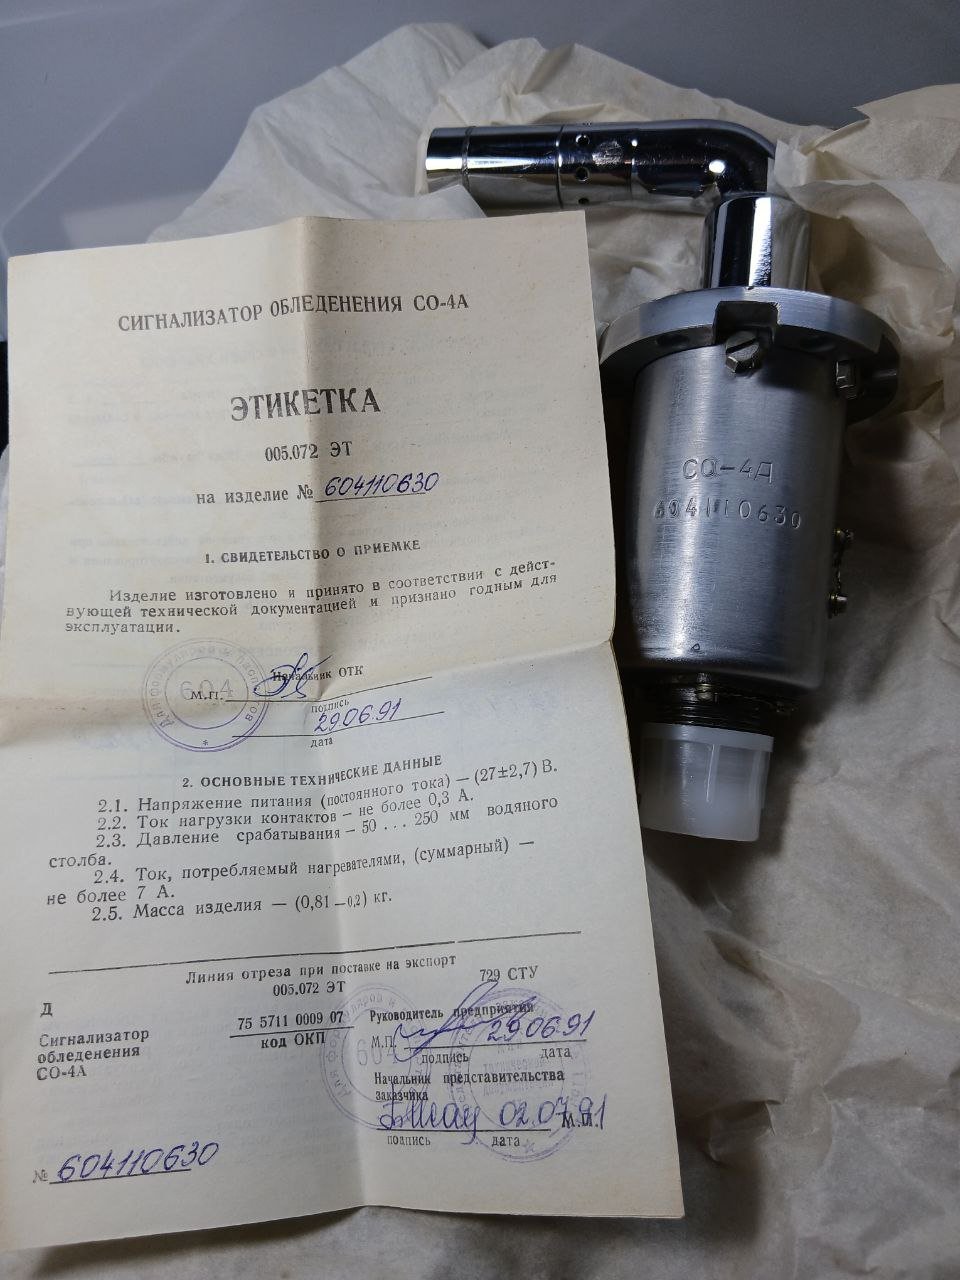 СИГНАЛИЗАТОР ОБЛЕДЕНЕНИЯ СО-4А
ЭТИКЕТКА
005.072 ЭТ
на изделие № 604110630
1. СВИДЕТЕЛЬСТВО О ПРИЕМКЕ
Изделие изготовлено и принято в соответствии с дейст-
вующей технической документацией и признано годным для
эксплуатации.
Для формуляров и паспортов
604
М.П.
Начальник ОТК
подпись
29.06.91
дата
2. ОСНОВНЫЕ ТЕХНИЧЕСКИЕ ДАННЫЕ
2.1. Напряжение питания (постоянного тока) — (27±2,7) В.
2.2. Ток нагрузки контактов — не более 0,3 А.
2.3. Давление срабатывания — 50 . . . 250 мм водяного
столба.
2.4. Ток, потребляемый нагревателями, (суммарный) —
не более 7 А.
2.5. Масса изделия — (0,81 −0,2) кг.
Линия отреза при поставке на экспорт
005.072 ЭТ
729 СТУ
Д
Сигнализатор
обледенения
СО-4А
75 5711 0009 07
код ОКП
Руководитель предприятия
М.П. 29.06.91
подпись дата
Начальник представительства
заказчика
02.07.91 М.П.
подпись дата
№ 604110630
СО-4А
604110630